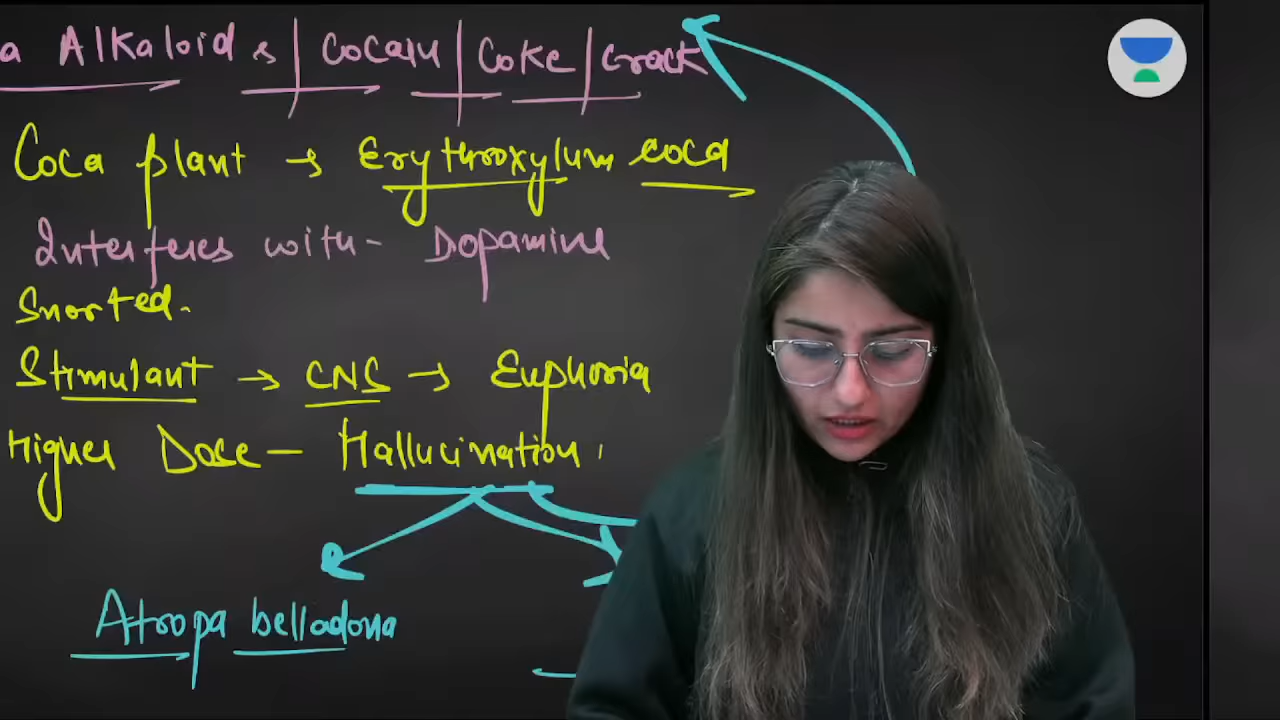 a Alkaloids / Cocain / Coke / Crack
Coca plant → Erythroxylum coca
Interferes with - Dopamine
Snorted.
Stimulant → CNS → Euphoria
Higher Dose - Hallucination
Atropa belladona